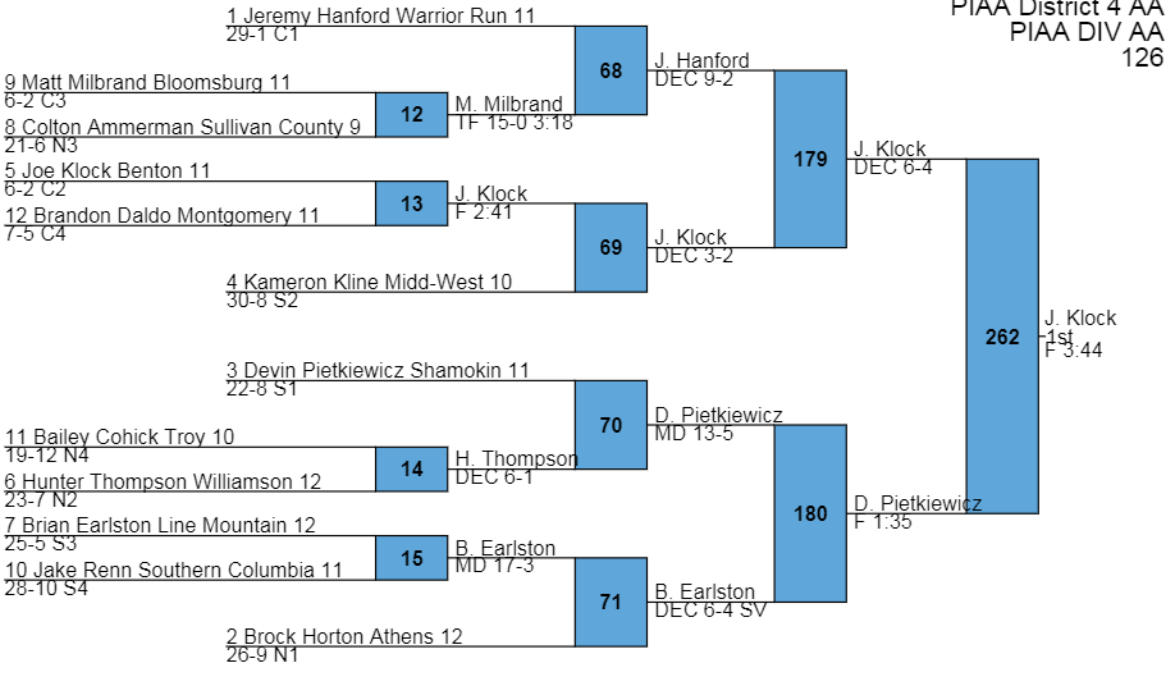 PIAA District 4 AA
PIAA DIV AA
126
1 Jeremy Hanford Warrior Run 11
29-1 C1
68
J. Hanford
DEC 9-2
9 Matt Milbrand Bloomsburg 11
6-2 C3
12
M. Milbrand
TF 15-0 3:18
8 Colton Ammerman Sullivan County 9
21-6 N3
179
J. Klock
DEC 6-4
5 Joe Klock Benton 11
6-2 C2
13
J. Klock
F 2:41
12 Brandon Daldo Montgomery 11
7-5 C4
69
J. Klock
DEC 3-2
4 Kameron Kline Midd-West 10
30-8 S2
262
J. Klock
1st
F 3:44
3 Devin Pietkiewicz Shamokin 11
22-8 S1
70
D. Pietkiewicz
MD 13-5
11 Bailey Cohick Troy 10
19-12 N4
14
H. Thompson
DEC 6-1
6 Hunter Thompson Williamson 12
23-7 N2
180
D. Pietkiewicz
F 1:35
7 Brian Earlston Line Mountain 12
25-5 S3
15
B. Earlston
MD 17-3
10 Jake Renn Southern Columbia 11
28-10 S4
71
B. Earlston
DEC 6-4 SV
2 Brock Horton Athens 12
26-9 N1